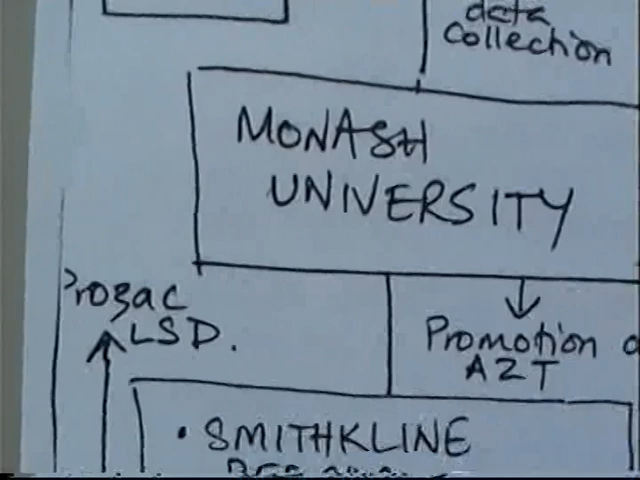 data
Collection
MONASH
UNIVERSITY
Prozac
LSD.
Promotion
AZT
• SMITHKLINE